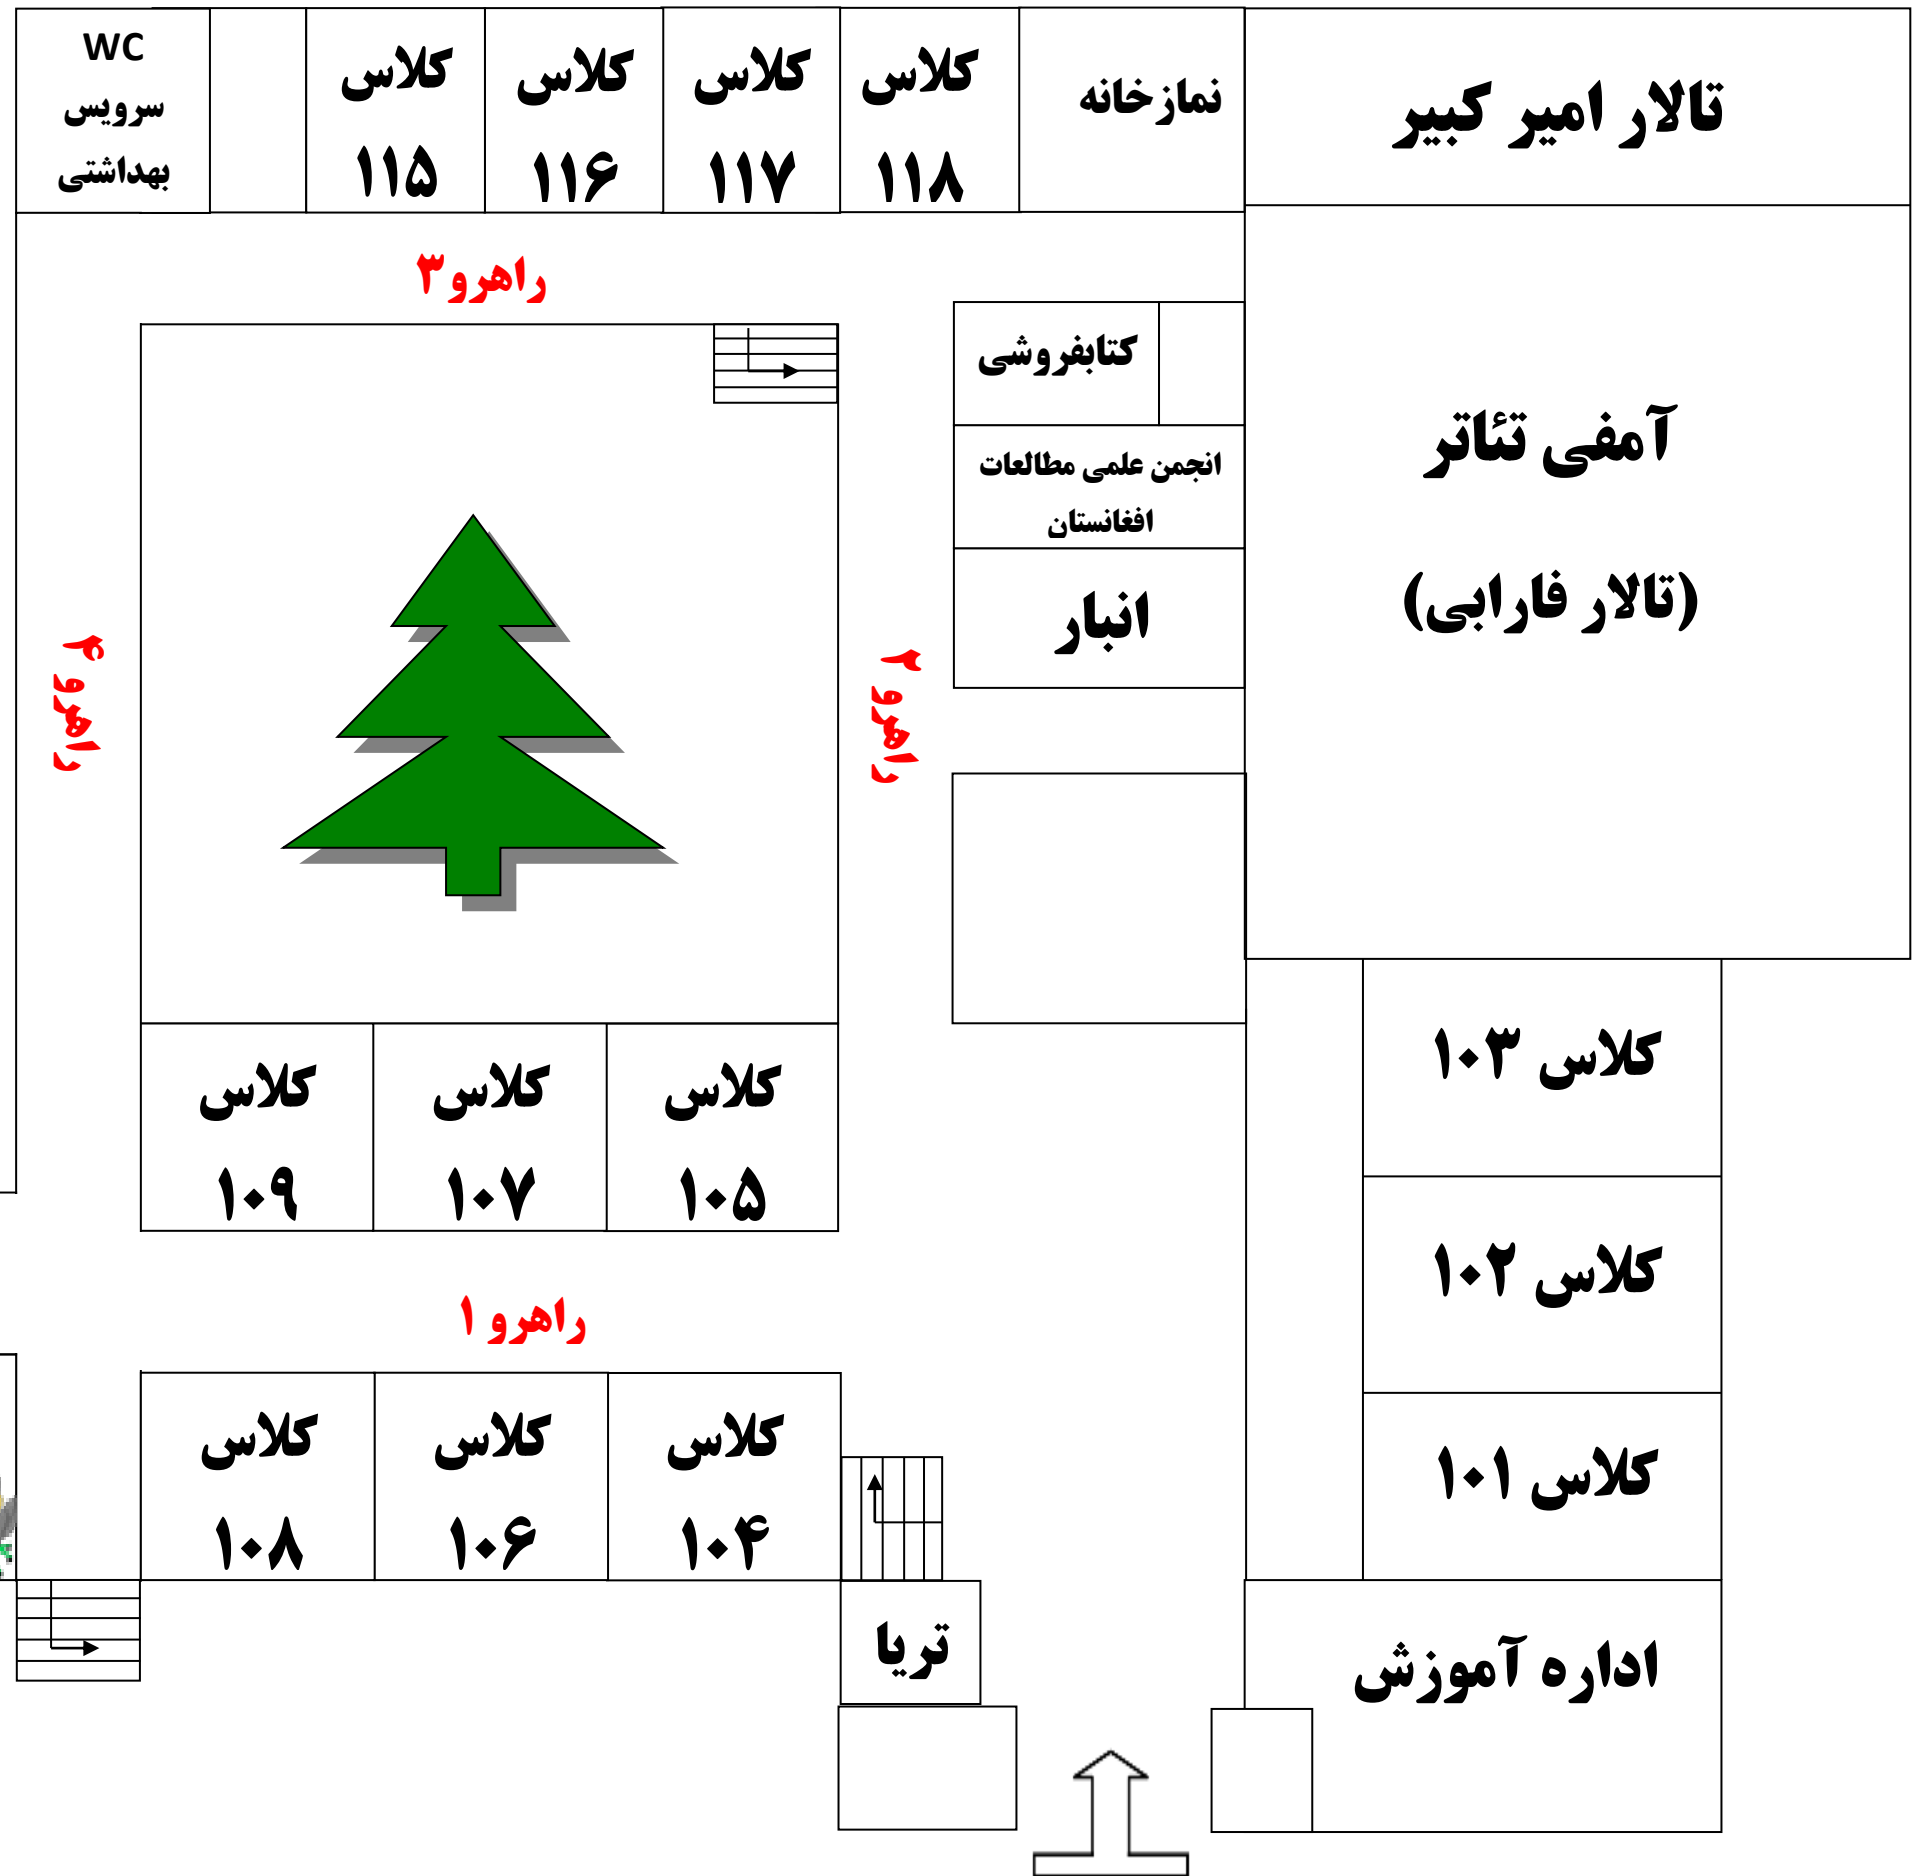 تالار امیر کبیر
نمازخانه
کلاس
۱۱۸
کلاس
۱۱۷
کلاس
۱۱۶
کلاس
۱۱۵
WC
سرویس
بهداشتی
راهرو۳
کتابفروشی
انجمن علمی مطالعات
افغانستان
انبار
آمفی تئاتر
(تالار فارابی)
راهرو ۲
راهرو ۴
کلاس ۱۰۳
کلاس
۱۰۵
کلاس
۱۰۷
کلاس
۱۰۹
کلاس ۱۰۲
راهرو ۱
کلاس ۱۰۱
کلاس
۱۰۴
کلاس
۱۰۶
کلاس
۱۰۸
اداره آموزش
تریا